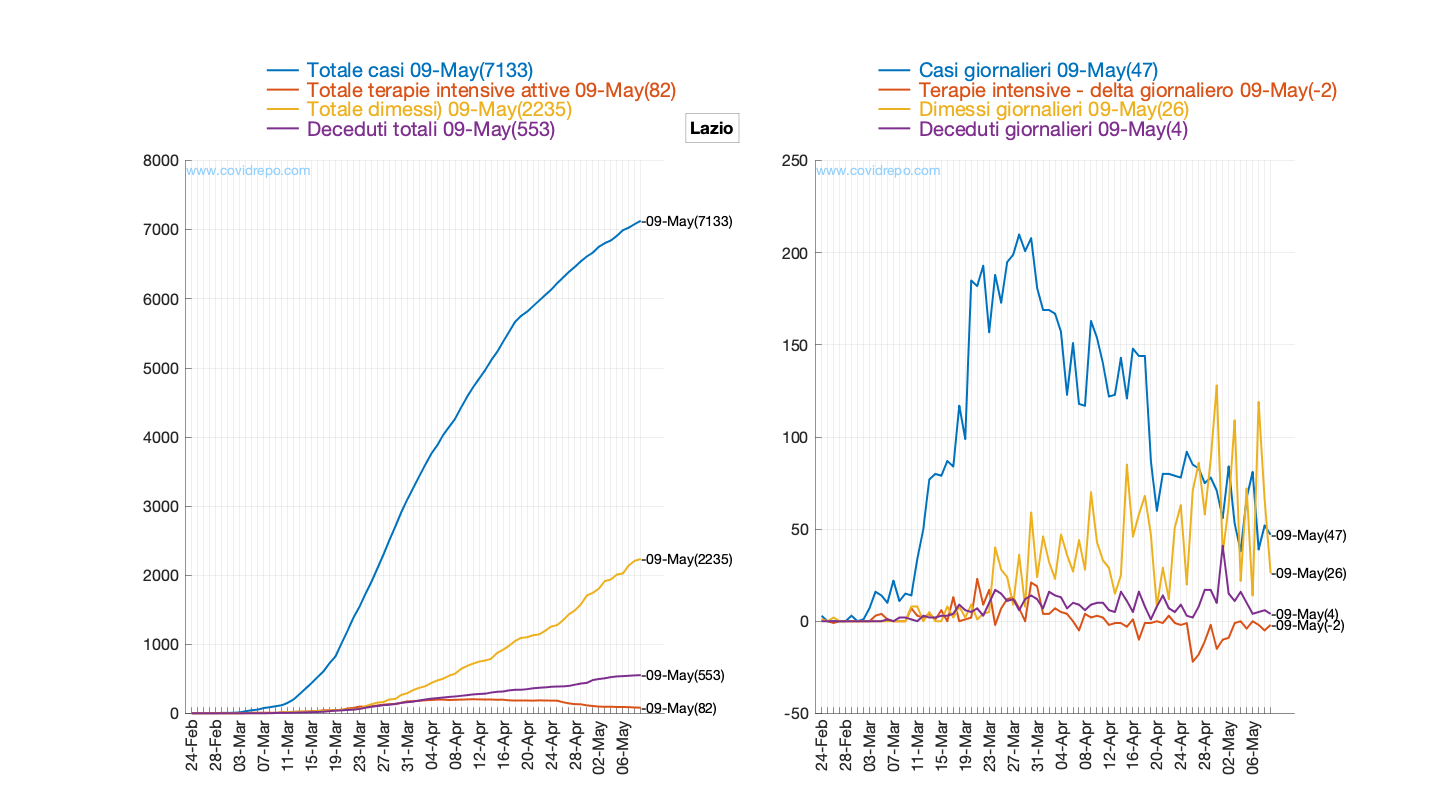 Totale casi 09-May(7133)
Totale terapie intensive attive 09-May(82)
Totale dimessi) 09-May(2235)
Deceduti totali 09-May(553)
Lazio
Casi giornalieri 09-May(47)
Terapie intensive - delta giornaliero 09-May(-2)
Dimessi giornalieri 09-May(26)
Deceduti giornalieri 09-May(4)
www.covidrepo.com
8000
7000
6000
5000
4000
3000
2000
1000
0
-09-May(7133)
-09-May(2235)
-09-May(553)
-09-May(82)
24-Feb
28-Feb
03-Mar
07-Mar
11-Mar
15-Mar
19-Mar
23-Mar
27-Mar
31-Mar
04-Apr
08-Apr
12-Apr
16-Apr
20-Apr
24-Apr
28-Apr
02-May
06-May
www.covidrepo.com
250
200
150
100
50
0
-50
-09-May(47)
-09-May(26)
-09-May(4)
-09-May(-2)
24-Feb
28-Feb
03-Mar
07-Mar
11-Mar
15-Mar
19-Mar
23-Mar
27-Mar
31-Mar
04-Apr
08-Apr
12-Apr
16-Apr
20-Apr
24-Apr
28-Apr
02-May
06-May